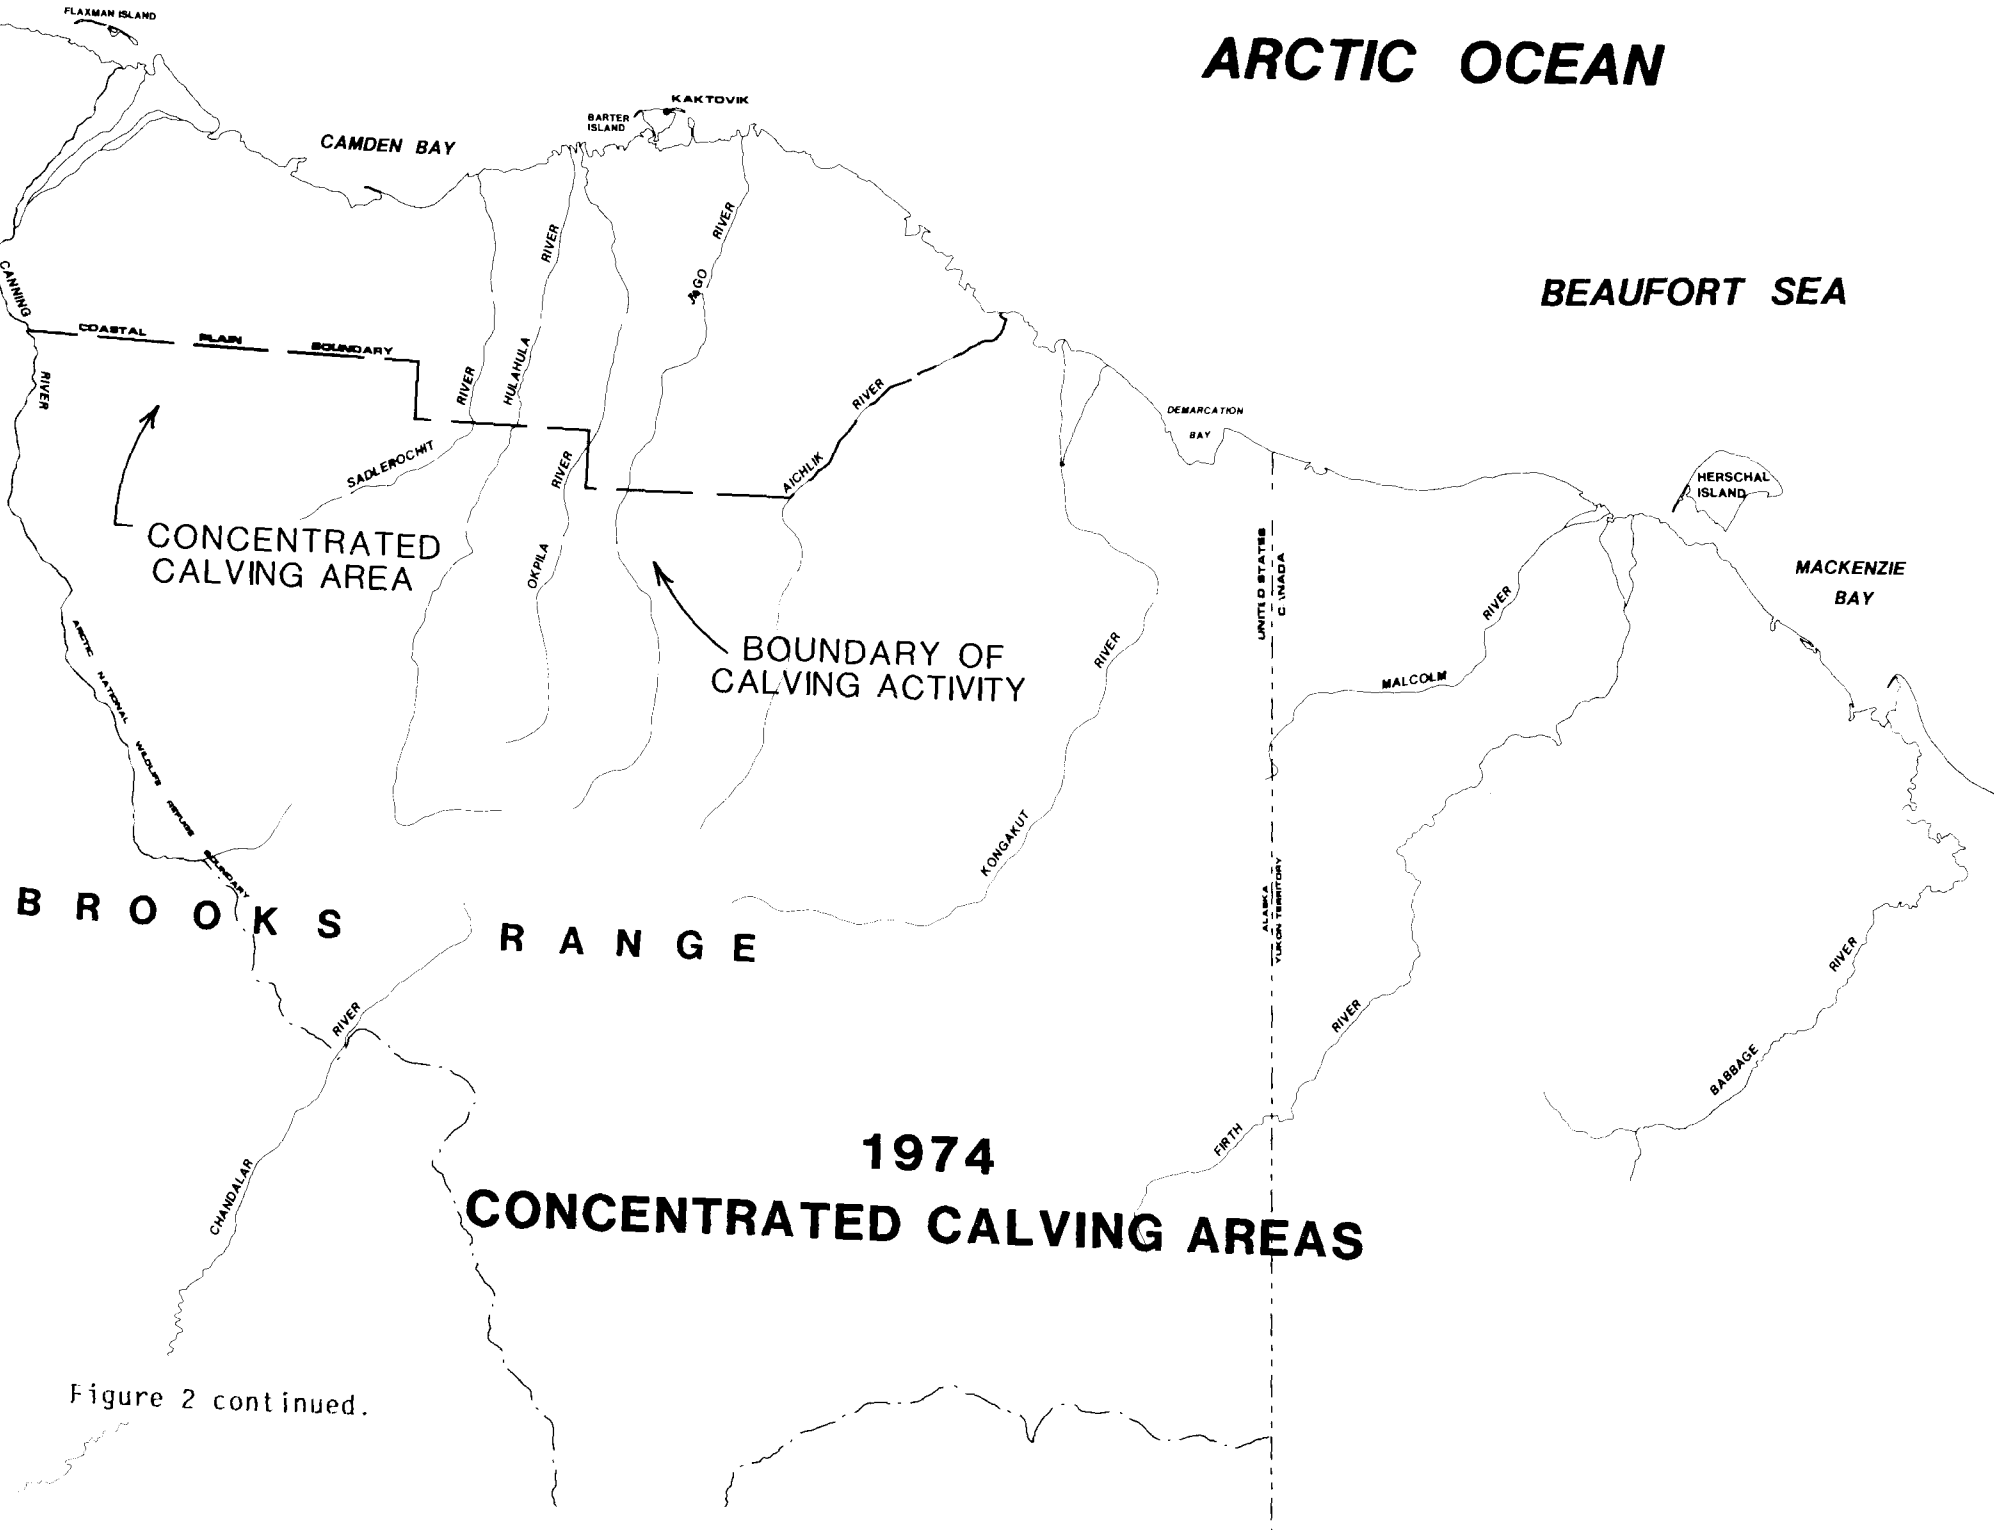 FLAXMAN ISLAND
ARCTIC OCEAN
KAKTOVIK
BARTER
ISLAND
CAMDEN BAY
BEAUFORT SEA
CANNING
RIVER
COASTAL PLAIN BOUNDARY
RIVER
SADLEROCHIT
RIVER
HULAHULA
RIVER
JAGO
RIVER
OKPILA
RIVER
AICHLIK
DEMARCATION
BAY
HERSCHAL
ISLAND
MACKENZIE
BAY
CONCENTRATED
CALVING AREA
BOUNDARY OF
CALVING ACTIVITY
UNITED STATES
CANADA
RIVER
MALCOLM
RIVER
KONGAKUT
ARCTIC NATIONAL WILDLIFE REFUGE BOUNDARY
BROOKS RANGE
ALASKA
YUKON TERRITORY
RIVER
CHANDALAR
RIVER
FIRTH
RIVER
BABBAGE
1974
CONCENTRATED CALVING AREAS
Figure 2 continued.